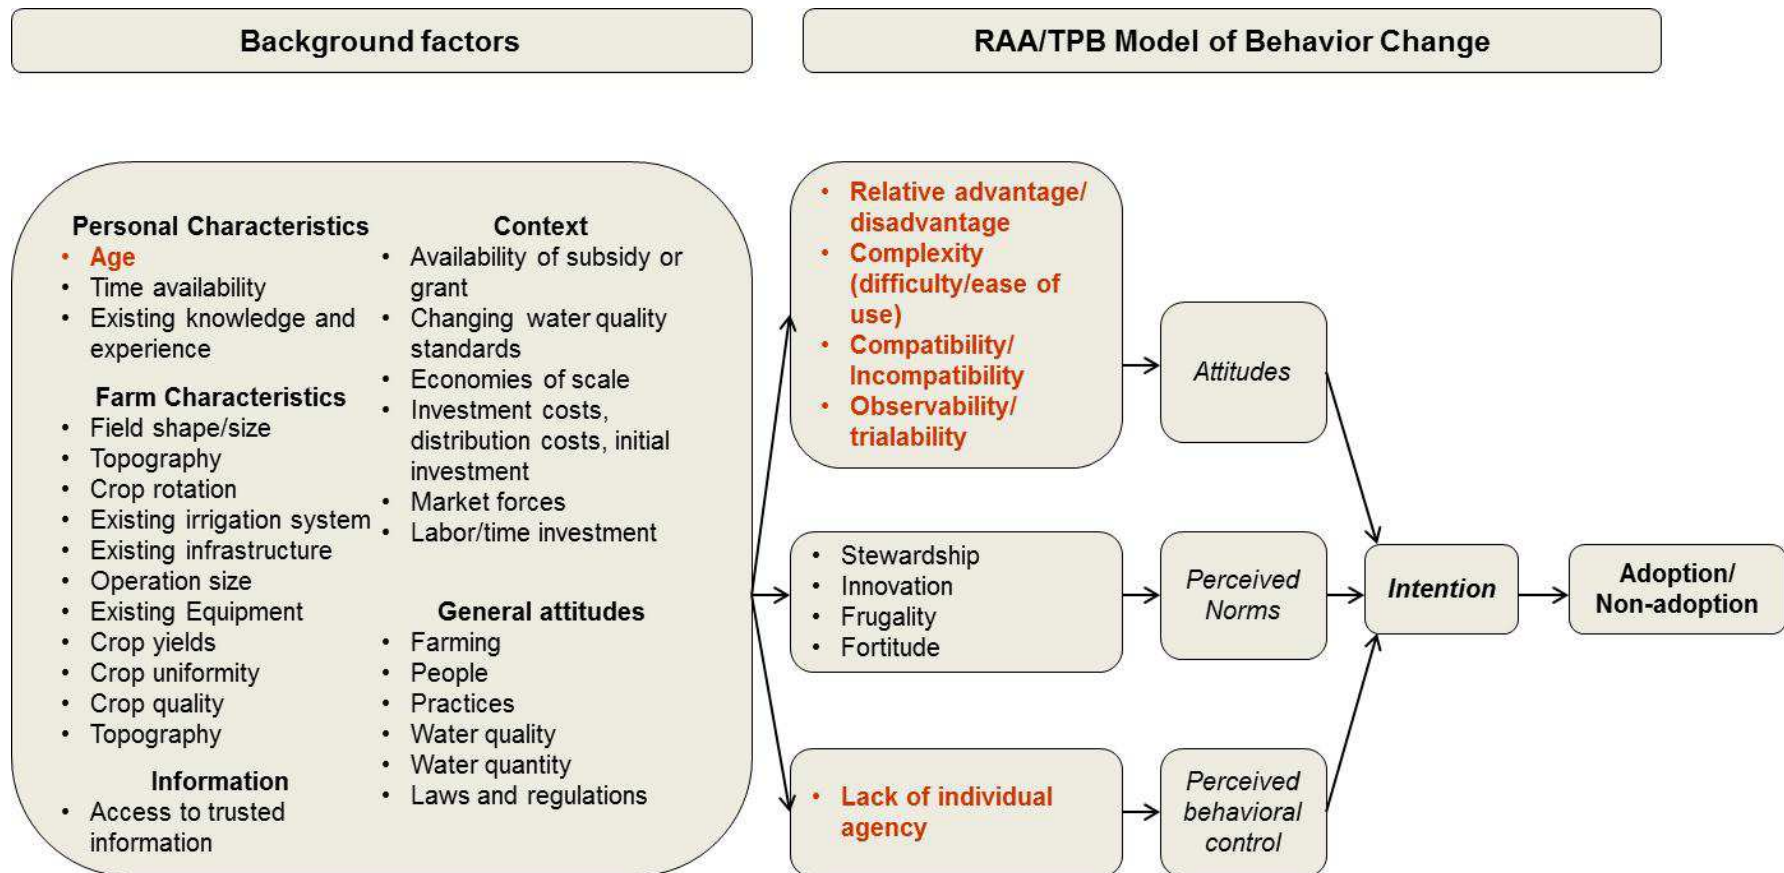 Background factors
RAA/TPB Model of Behavior Change
Personal Characteristics
• Age
• Time availability
• Existing knowledge and
experience
Farm Characteristics
• Field shape/size
• Topography
• Crop rotation
• Existing irrigation system
• Existing infrastructure
• Operation size
• Existing Equipment
• Crop yields
• Crop uniformity
• Crop quality
• Topography
Information
• Access to trusted
information
Context
• Availability of subsidy or
grant
• Changing water quality
standards
• Economies of scale
• Investment costs,
distribution costs, initial
investment
• Market forces
• Labor/time investment
General attitudes
• Farming
• People
• Practices
• Water quality
• Water quantity
• Laws and regulations
• Relative advantage/
disadvantage
• Complexity
(difficulty/ease of
use)
• Compatibility/
Incompatibility
• Observability/
trialability
Attitudes
• Stewardship
• Innovation
• Frugality
• Fortitude
Perceived
Norms
• Lack of individual
agency
Perceived
behavioral
control
Intention
Adoption/
Non-adoption